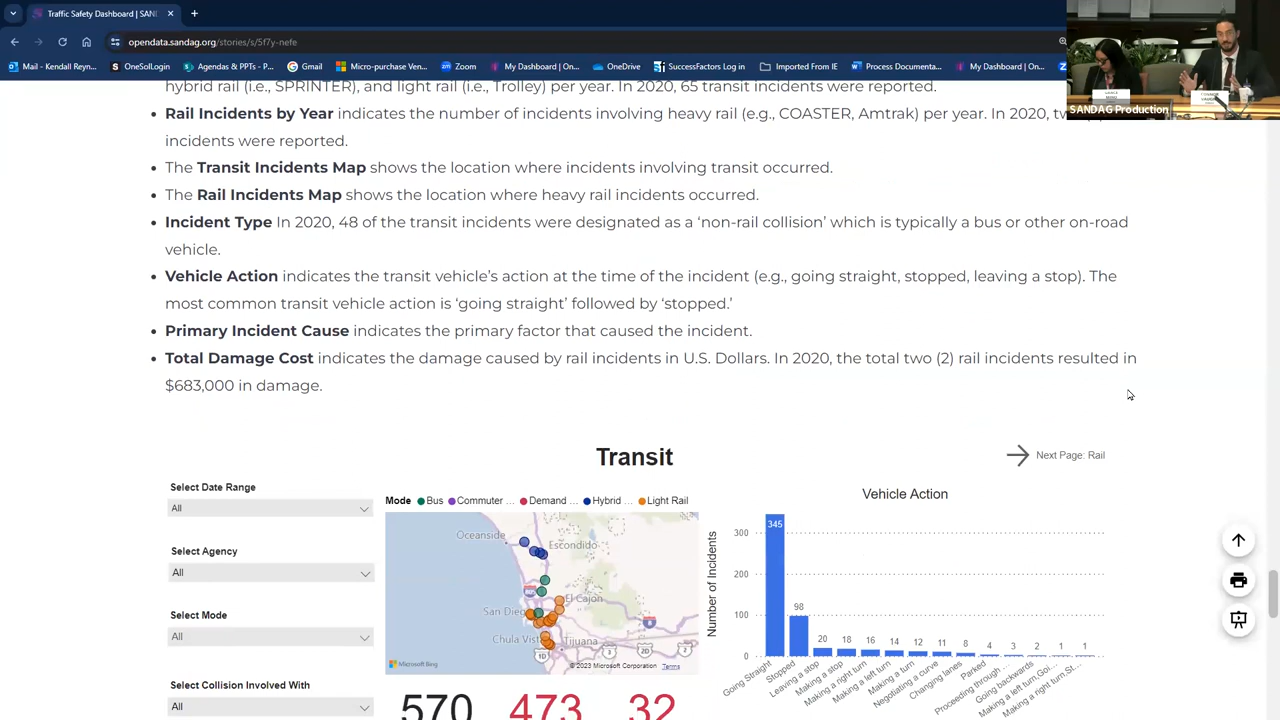 Traffic Safety Dashboard | SAN
opendata.sandag.org/stories/s/5f7y-nefe
Mail - Kendall Reyn... OneSolLogin Agendas & PPTs - P... Gmail Micro-purchase Ven... Zoom My Dashboard | On... OneDrive SuccessFactors Log in Imported From IE Process Documenta... My Dashboard | On...
hybrid rail (i.e., SPRINTER), and light rail (i.e., Trolley) per year. In 2020, 65 transit incidents were reported.
Rail Incidents by Year involving heavy rail (e.g., COASTER, Amtrak) per year. In 2020,
incidents were reported.
The Transit Incidents Map shows the location where incidents involving transit occurred.
The Rail Incidents Map shows the location where heavy rail incidents occurred.
Incident Type In 2020, 48 of the transit incidents were designated as a ‘non-rail collision’ which is typically a bus or other on-road
vehicle.
Vehicle Action indicates the transit vehicle’s action at the time of the incident (e.g., going straight, stopped, leaving a stop). The
most common transit vehicle action is ‘going straight’ followed by ‘stopped.’
Primary Incident Cause indicates the primary factor that caused the incident.
Total Damage Cost indicates the damage caused by rail incidents in U.S. Dollars. In 2020, the total two (2) rail incidents resulted in
$683,000 in damage.
SANDAG Production
Transit
Next Page: Rail
Select Date Range
All
Select Agency
All
Select Mode
All
Select Collision Involved With
All
Mode Bus Commuter ... Demand ... Hybrid ... Light Rail
Oceanside
Escondido
El Cajon
San Diego
Chula Vista
Tijuana
Microsoft Bing
© 2023 Microsoft Corporation Terms
570 473 32
Vehicle Action
Number of Incidents
300
200
100
0
345 98 20 18 16 14 12 11 8 4 3 2 1 1
Going Straight
Stopped
Leaving a stop
Making a stop
Making a right turn
Making a left turn
Making a turn
Negotiating a curve
Changing lanes
Parked
Proceeding through ...
Going backwards
Making a left turn.Goi...
Making a right turn.St...